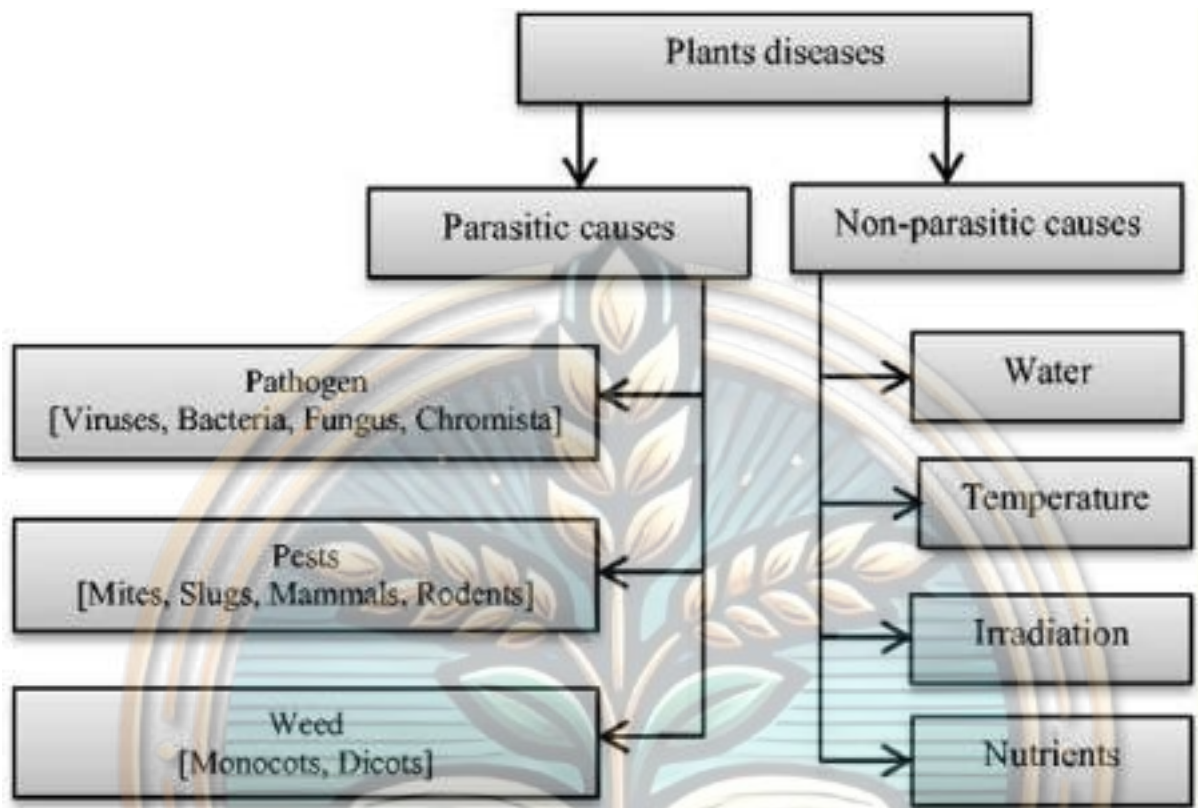 Plants diseases
Parasitic causes
Non-parasitic causes
Pathogen
[Viruses, Bacteria, Fungus, Chromista]
Pests
[Mites, Slugs, Mammals, Rodents]
Weed
[Monocots, Dicots]
Water
Temperature
Irradiation
Nutrients